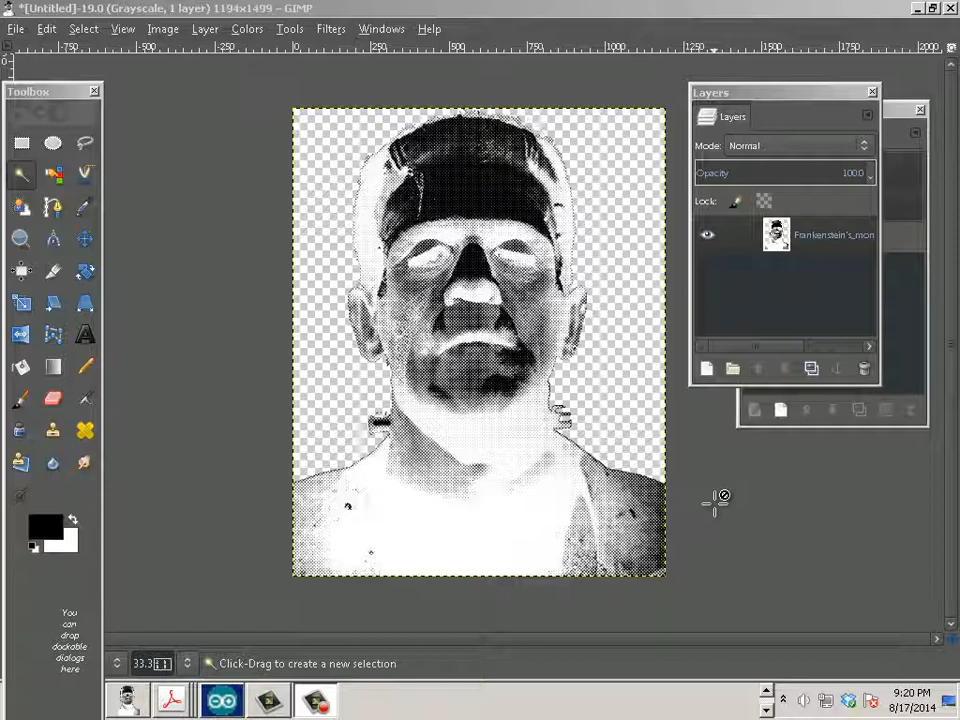 *[Untitled]-19.0 (Grayscale, 1 layer) 1194x1499 – GIMP
File Edit Select View Image Layer Colors Tools Filters Windows Help
-750 -500 -250 0 250 500 750 1000 1250 1500 1750 2000
Toolbox
Layers
Layers
Mode: Normal
Opacity 100.0
Lock:
Frankenstein's_mon
You
can
drop
dockable
dialogs
here
33.3
Click-Drag to create a new selection
9:20 PM
8/17/2014